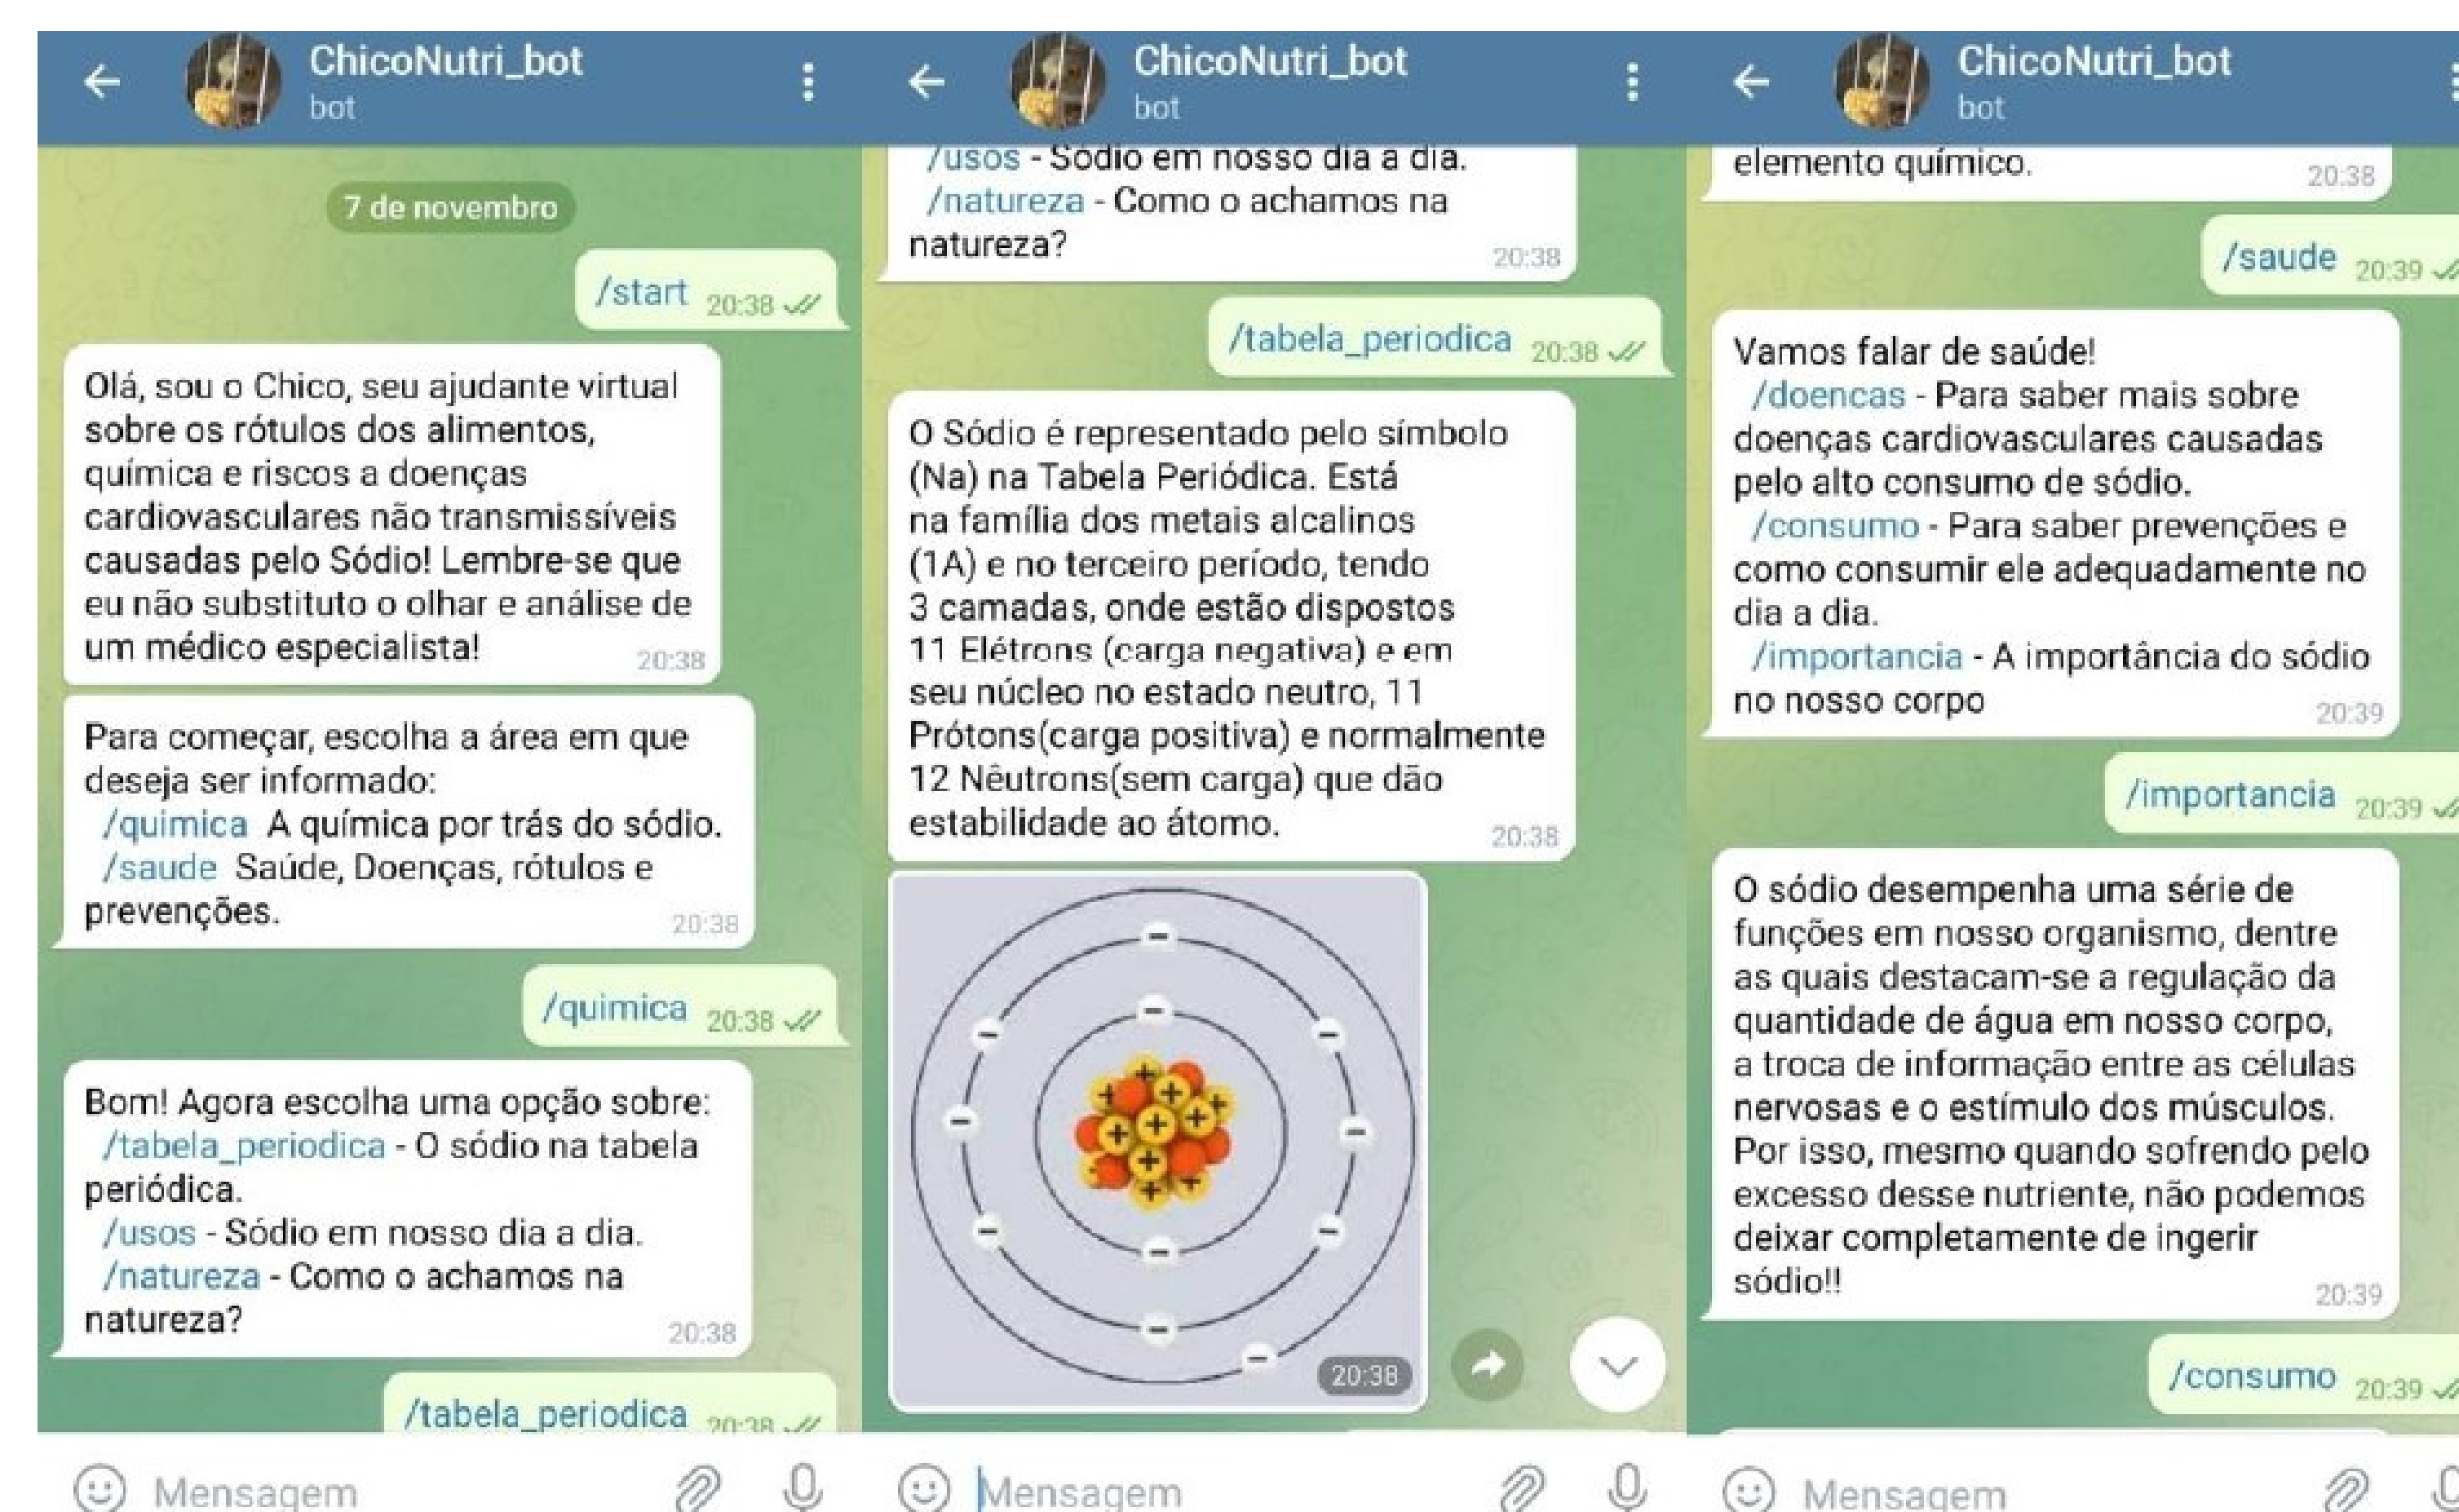 ChicoNutri_bot
bot
7 de novembro
/start 20:38
Olá, sou o Chico, seu ajudante virtual
sobre os rótulos dos alimentos,
química e riscos a doenças
cardiovasculares não transmissíveis
causadas pelo Sódio! Lembre-se que
eu não substituto o olhar e análise de
um médico especialista! 20:38
Para começar, escolha a área em que
deseja ser informado:
/quimica A química por trás do sódio.
/saude Saúde, Doenças, rótulos e
prevenções. 20:38
/quimica 20:38
Bom! Agora escolha uma opção sobre:
/tabela_periodica - O sódio na tabela
periódica.
/usos - Sódio em nosso dia a dia.
/natureza - Como o achamos na
natureza? 20:38
/tabela_periodica 20:38
Mensagem
ChicoNutri_bot
bot
/usos - Sódio em nosso dia a dia.
/natureza - Como o achamos na
natureza? 20:38
/tabela_periodica 20:38
O Sódio é representado pelo símbolo
(Na) na Tabela Periódica. Está
na família dos metais alcalinos
(1A) e no terceiro período, tendo
3 camadas, onde estão dispostos
11 Elétrons (carga negativa) e em
seu núcleo no estado neutro, 11
Prótons(carga positiva) e normalmente
12 Nêutrons(sem carga) que dão
estabilidade ao átomo. 20:38
20:38
Mensagem
ChicoNutri_bot
bot
elemento químico. 20:38
/saude 20:39
Vamos falar de saúde!
/doencas - Para saber mais sobre
doenças cardiovasculares causadas
pelo alto consumo de sódio.
/consumo - Para saber prevenções e
como consumir ele adequadamente no
dia a dia.
/importancia - A importância do sódio
no nosso corpo 20:39
/importancia 20:39
O sódio desempenha uma série de
funções em nosso organismo, dentre
as quais destacam-se a regulação da
quantidade de água em nosso corpo,
a troca de informação entre as células
nervosas e o estímulo dos músculos.
Por isso, mesmo quando sofrendo pelo
excesso desse nutriente, não podemos
deixar completamente de ingerir
sódio!! 20:39
/consumo 20:39
Mensagem